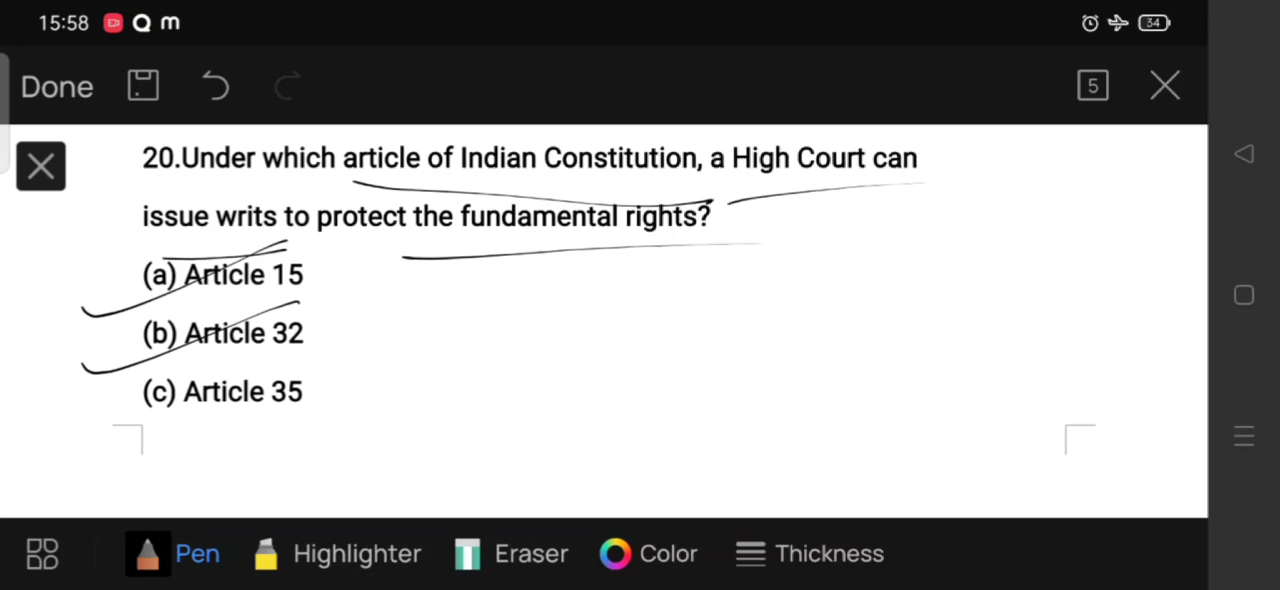 15:58 Q m 34
Done 5
20.Under which article of Indian Constitution, a High Court can
issue writs to protect the fundamental rights?
(a) Article 15
(b) Article 32
(c) Article 35
Pen Highlighter Eraser Color Thickness